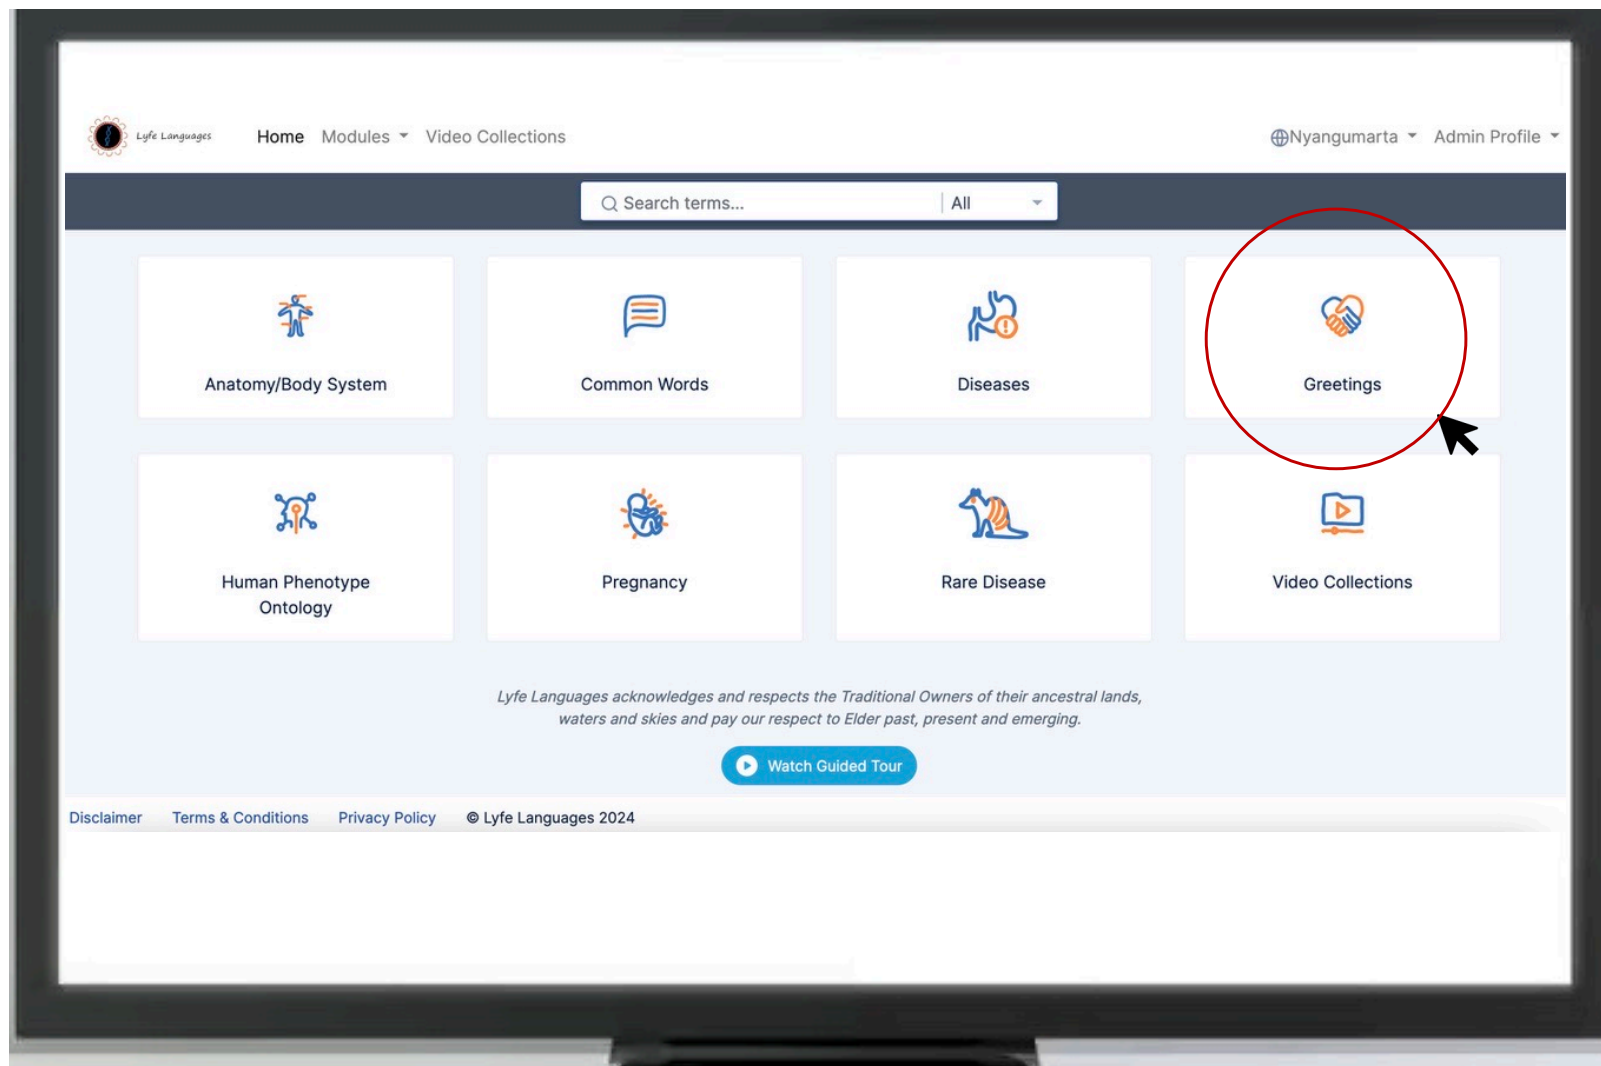 Lyfe Languages
Home Modules Video Collections
Nyangumarta Admin Profile
Search terms... All
Anatomy/Body System
Common Words
Diseases
Greetings
Human Phenotype
Ontology
Pregnancy
Rare Disease
Video Collections
Lyfe Languages acknowledges and respects the Traditional Owners of their ancestral lands,
waters and skies and pay our respect to Elder past, present and emerging.
Watch Guided Tour
Disclaimer Terms & Conditions Privacy Policy © Lyfe Languages 2024